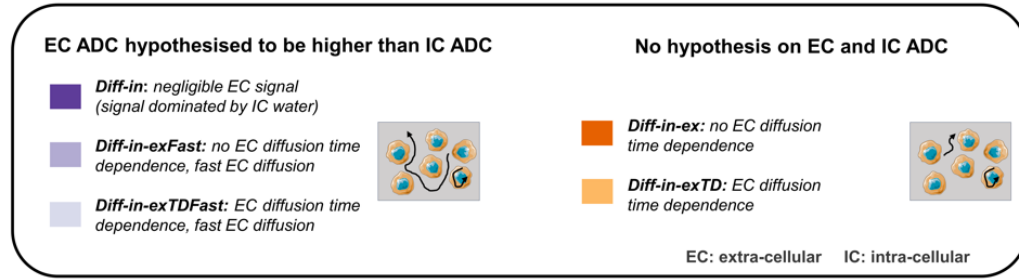 EC ADC hypothesised to be higher than IC ADC
Diff-in: negligible EC signal
(signal dominated by IC water)
Diff-in-exFast: no EC diffusion time
dependence, fast EC diffusion
Diff-in-exTDFast: EC diffusion time
dependence, fast EC diffusion
No hypothesis on EC and IC ADC
Diff-in-ex: no EC diffusion
time dependence
Diff-in-exTD: EC diffusion
time dependence
EC: extra-cellular IC: intra-cellular